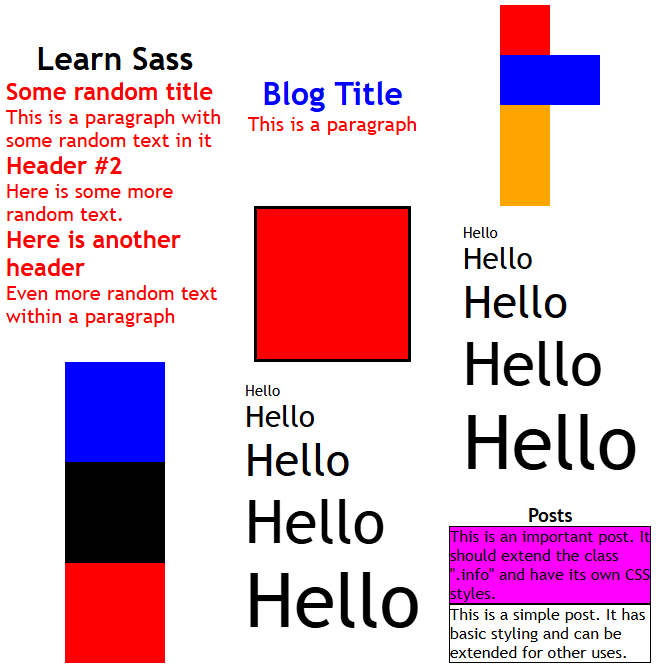 Learn Sass
Some random title
This is a paragraph with
some random text in it
Header #2
Here is some more
random text.
Here is another
header
Even more random text
within a paragraph
Blog Title
This is a paragraph
Hello
Hello
Hello
Hello
Hello
Hello
Hello
Hello
Hello
Hello
Posts
This is an important post. It
should extend the class
".info" and have its own CSS
styles.
This is a simple post. It has
basic styling and can be
extended for other uses.